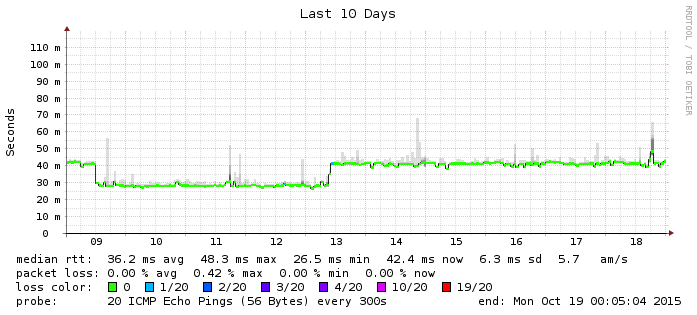 Last 10 Days
RRDTOOL / TOBI OETIKER
Seconds
110 m
100 m
90 m
80 m
70 m
60 m
50 m
40 m
30 m
20 m
10 m
0
09 10 11 12 13 14 15 16 17 18
median rtt: 36.2 ms avg 48.3 ms max 26.5 ms min 42.4 ms now 6.3 ms sd 5.7 am/s
packet loss: 0.00 % avg 0.42 % max 0.00 % min 0.00 % now
loss color: 0 1/20 2/20 3/20 4/20 10/20 19/20
probe: 20 ICMP Echo Pings (56 Bytes) every 300s end: Mon Oct 19 00:05:04 2015